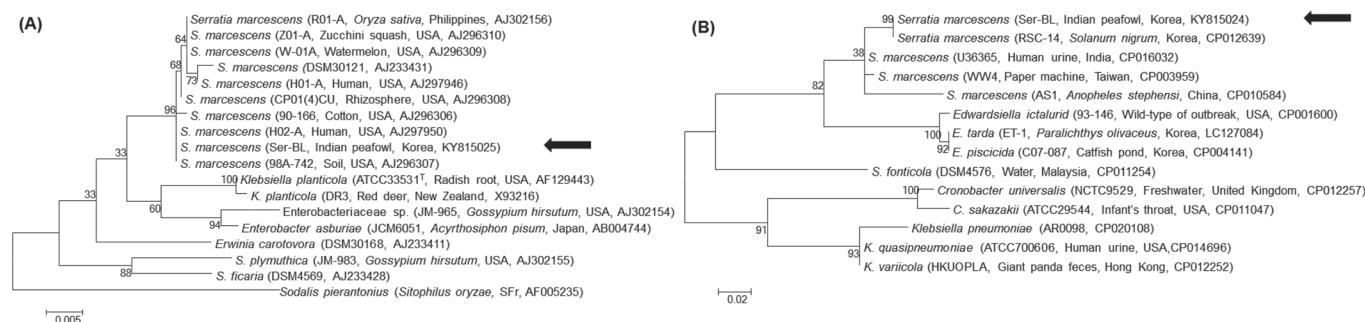 (A)
Serratia marcescens (R01-A, Oryza sativa, Philippines, AJ302156)
S. marcescens (Z01-A, Zucchini squash, USA, AJ296310)
64
S. marcescens (W-01A, Watermelon, USA, AJ296309)
68
S. marcescens (DSM30121, AJ233431)
73
S. marcescens (H01-A, Human, USA, AJ297946)
S. marcescens (CP01(4)CU, Rhizosphere, USA, AJ296308)
96
S. marcescens (90-166, Cotton, USA, AJ296306)
S. marcescens (H02-A, Human, USA, AJ297950)
S. marcescens (Ser-BL, Indian peafowl, Korea, KY815025)
33
S. marcescens (98A-742, Soil, USA, AJ296307)
100
Klebsiella planticola (ATCC33531T, Radish root, USA, AF129443)
33
K. planticola (DR3, Red deer, New Zealand, X93216)
60
Enterobacteriaceae sp. (JM-965, Gossypium hirsutum, USA, AJ302154)
94
Enterobacter asburiae (JCM6051, Acyrthosiphon pisum, Japan, AB004744)
Erwinia carotovora (DSM30168, AJ233411)
S. plymuthica (JM-983, Gossypium hirsutum, USA, AJ302155)
88
S. ficaria (DSM4569, AJ233428)
Sodalis pierantonius (Sitophilus oryzae, SFr, AF005235)
0.005
(B)
99
Serratia marcescens (Ser-BL, Indian peafowl, Korea, KY815024)
Serratia marcescens (RSC-14, Solanum nigrum, Korea, CP012639)
38
S. marcescens (U36365, Human urine, India, CP016032)
S. marcescens (WW4, Paper machine, Taiwan, CP003959)
82
S. marcescens (AS1, Anopheles stephensi, China, CP010584)
Edwardsiella ictalurid (93-146, Wild-type of outbreak, USA, CP001600)
100
E. tarda (ET-1, Paralichthys olivaceus, Korea, LC127084)
92
E. piscicida (C07-087, Catfish pond, Korea, CP004141)
S. fonticola (DSM4576, Water, Malaysia, CP011254)
100
Cronobacter universalis (NCTC9529, Freshwater, United Kingdom, CP012257)
C. sakazakii (ATCC29544, Infant's throat, USA, CP011047)
91
Klebsiella pneumoniae (AR0098, CP020108)
93
K. quasipneumoniae (ATCC700606, Human urine, USA,CP014696)
K. variicola (HKUOPLA, Giant panda feces, Hong Kong, CP012252)
0.02